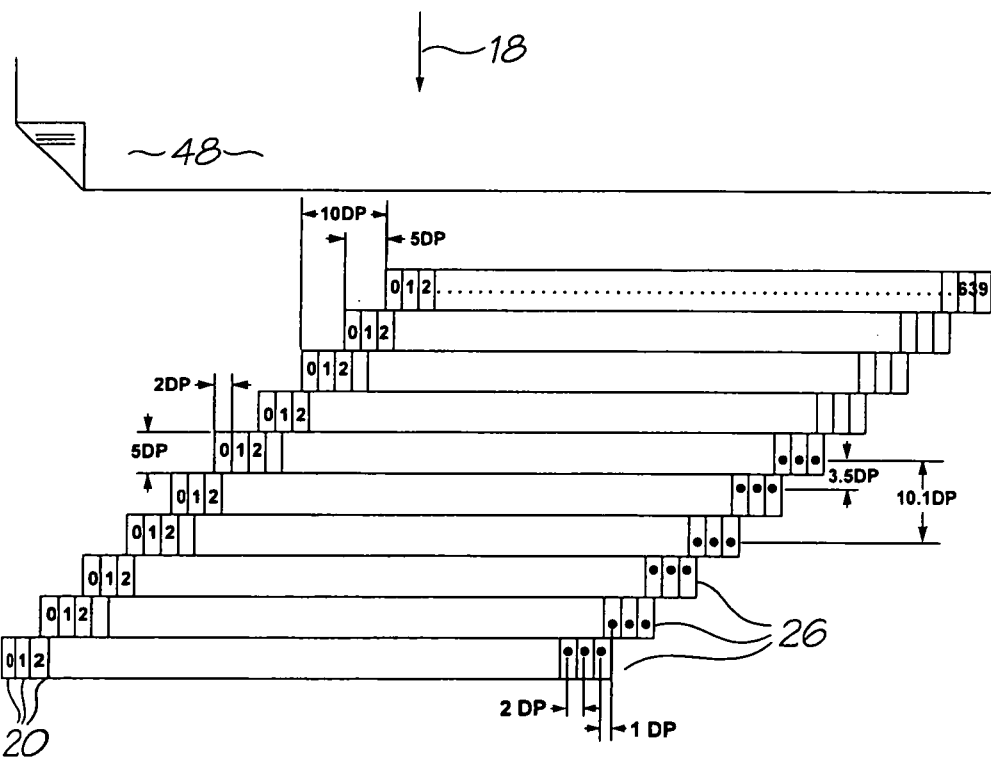 18
~48~
10DP
5DP
0 1 2 ................................ 639
0 1 2
0 1 2
2DP
0 1 2
5DP
0 1 2
3.5DP
10.1DP
0 1 2
0 1 2
0 1 2
0 1 2
26
0 1 2
2 DP
1 DP
20